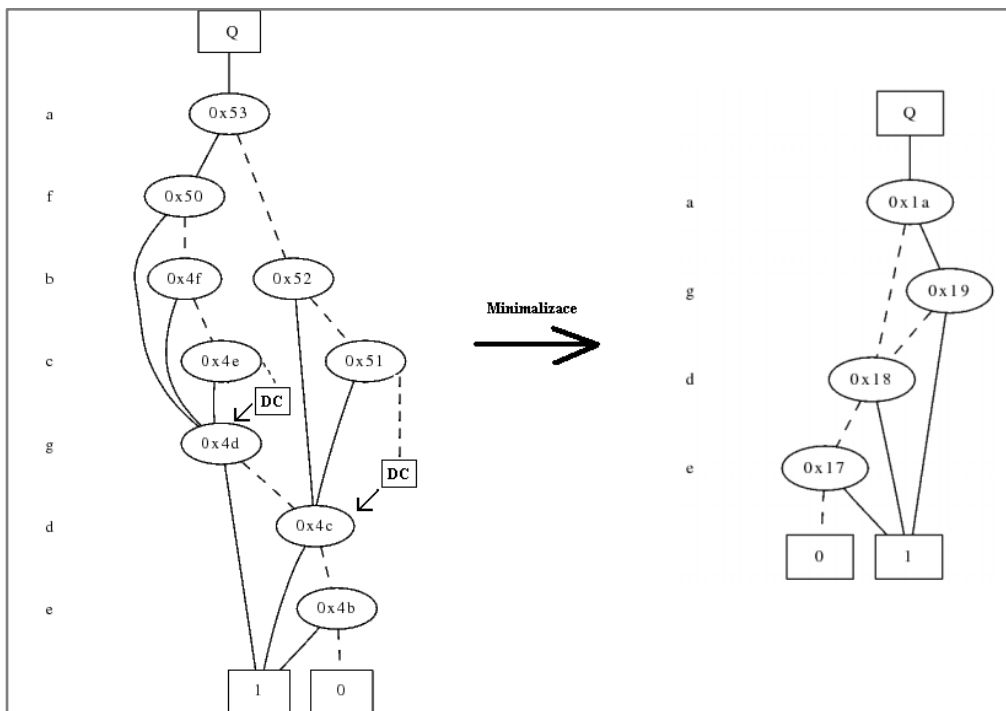 Q
a
0x53
f
0x50
b
0x4f
0x52
c
0x4e
0x51
DC
g
0x4d
DC
d
0x4c
e
0x4b
1
0
Minimalizace
Q
a
0x1a
g
0x19
d
0x18
e
0x17
0
1